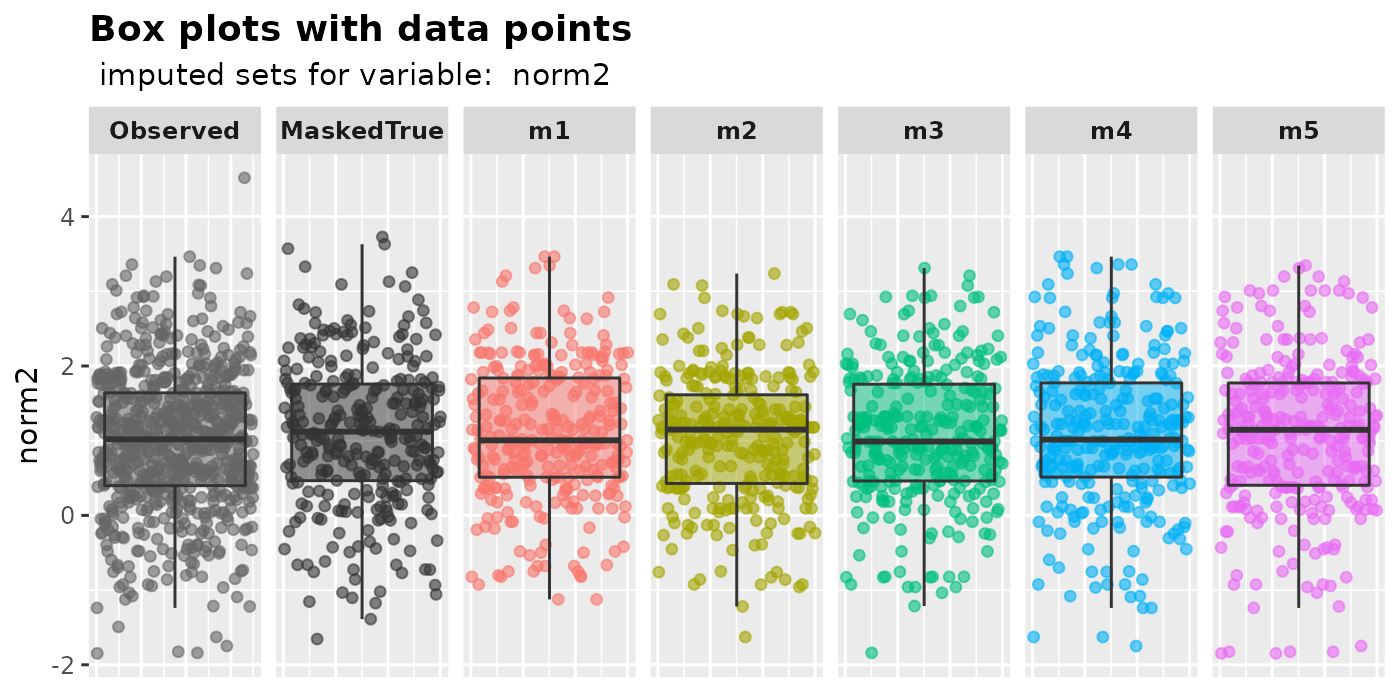 Box plots with data points
imputed sets for variable:  norm2
Observed MaskedTrue m1 m2 m3 m4 m5
norm2
4
2
0
-2